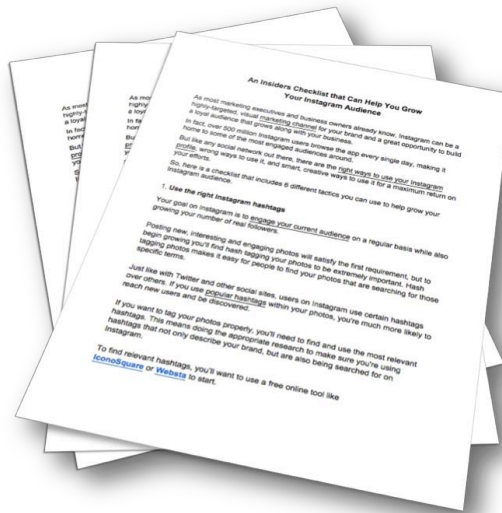 An Insiders Checklist that Can Help You Grow
Your Instagram Audience
As most marketing executives and business owners already know, Instagram can be a
highly-targeted, visual marketing channel for your brand and a great opportunity to build
a loyal audience that grows along with your business.
In fact, over 500 million Instagram users browse the app every single day, making it
home to some of the most engaged audiences around.
But like any social network out there, there are the right ways to use your Instagram
profile, wrong ways to use it, and smart, creative ways to use it for a maximum return on
your efforts.
So, here is a checklist that includes 6 different tactics you can use to help grow your
Instagram audience.
1. Use the right Instagram hashtags
Your goal on Instagram is to engage your current audience on a regular basis while also
growing your number of real followers.
Posting new, interesting and engaging photos will satisfy the first requirement, but to
begin growing you'll find hash tagging your photos to be extremely important. Hash
tagging photos makes it easy for people to find your photos that are searching for those
specific terms.
Just like with Twitter and other social sites, users on Instagram use certain hashtags
over others. If you use popular hashtags within your photos, you're much more likely to
reach new users and be discovered.
If you want to tag your photos properly, you'll need to find and use the most relevant
hashtags. This means doing the appropriate research to make sure you're using
hashtags that not only describe your brand, but are also being searched for on
Instagram.
To find relevant hashtags, you'll want to use a free online tool like
IconoSquare or Websta to start.